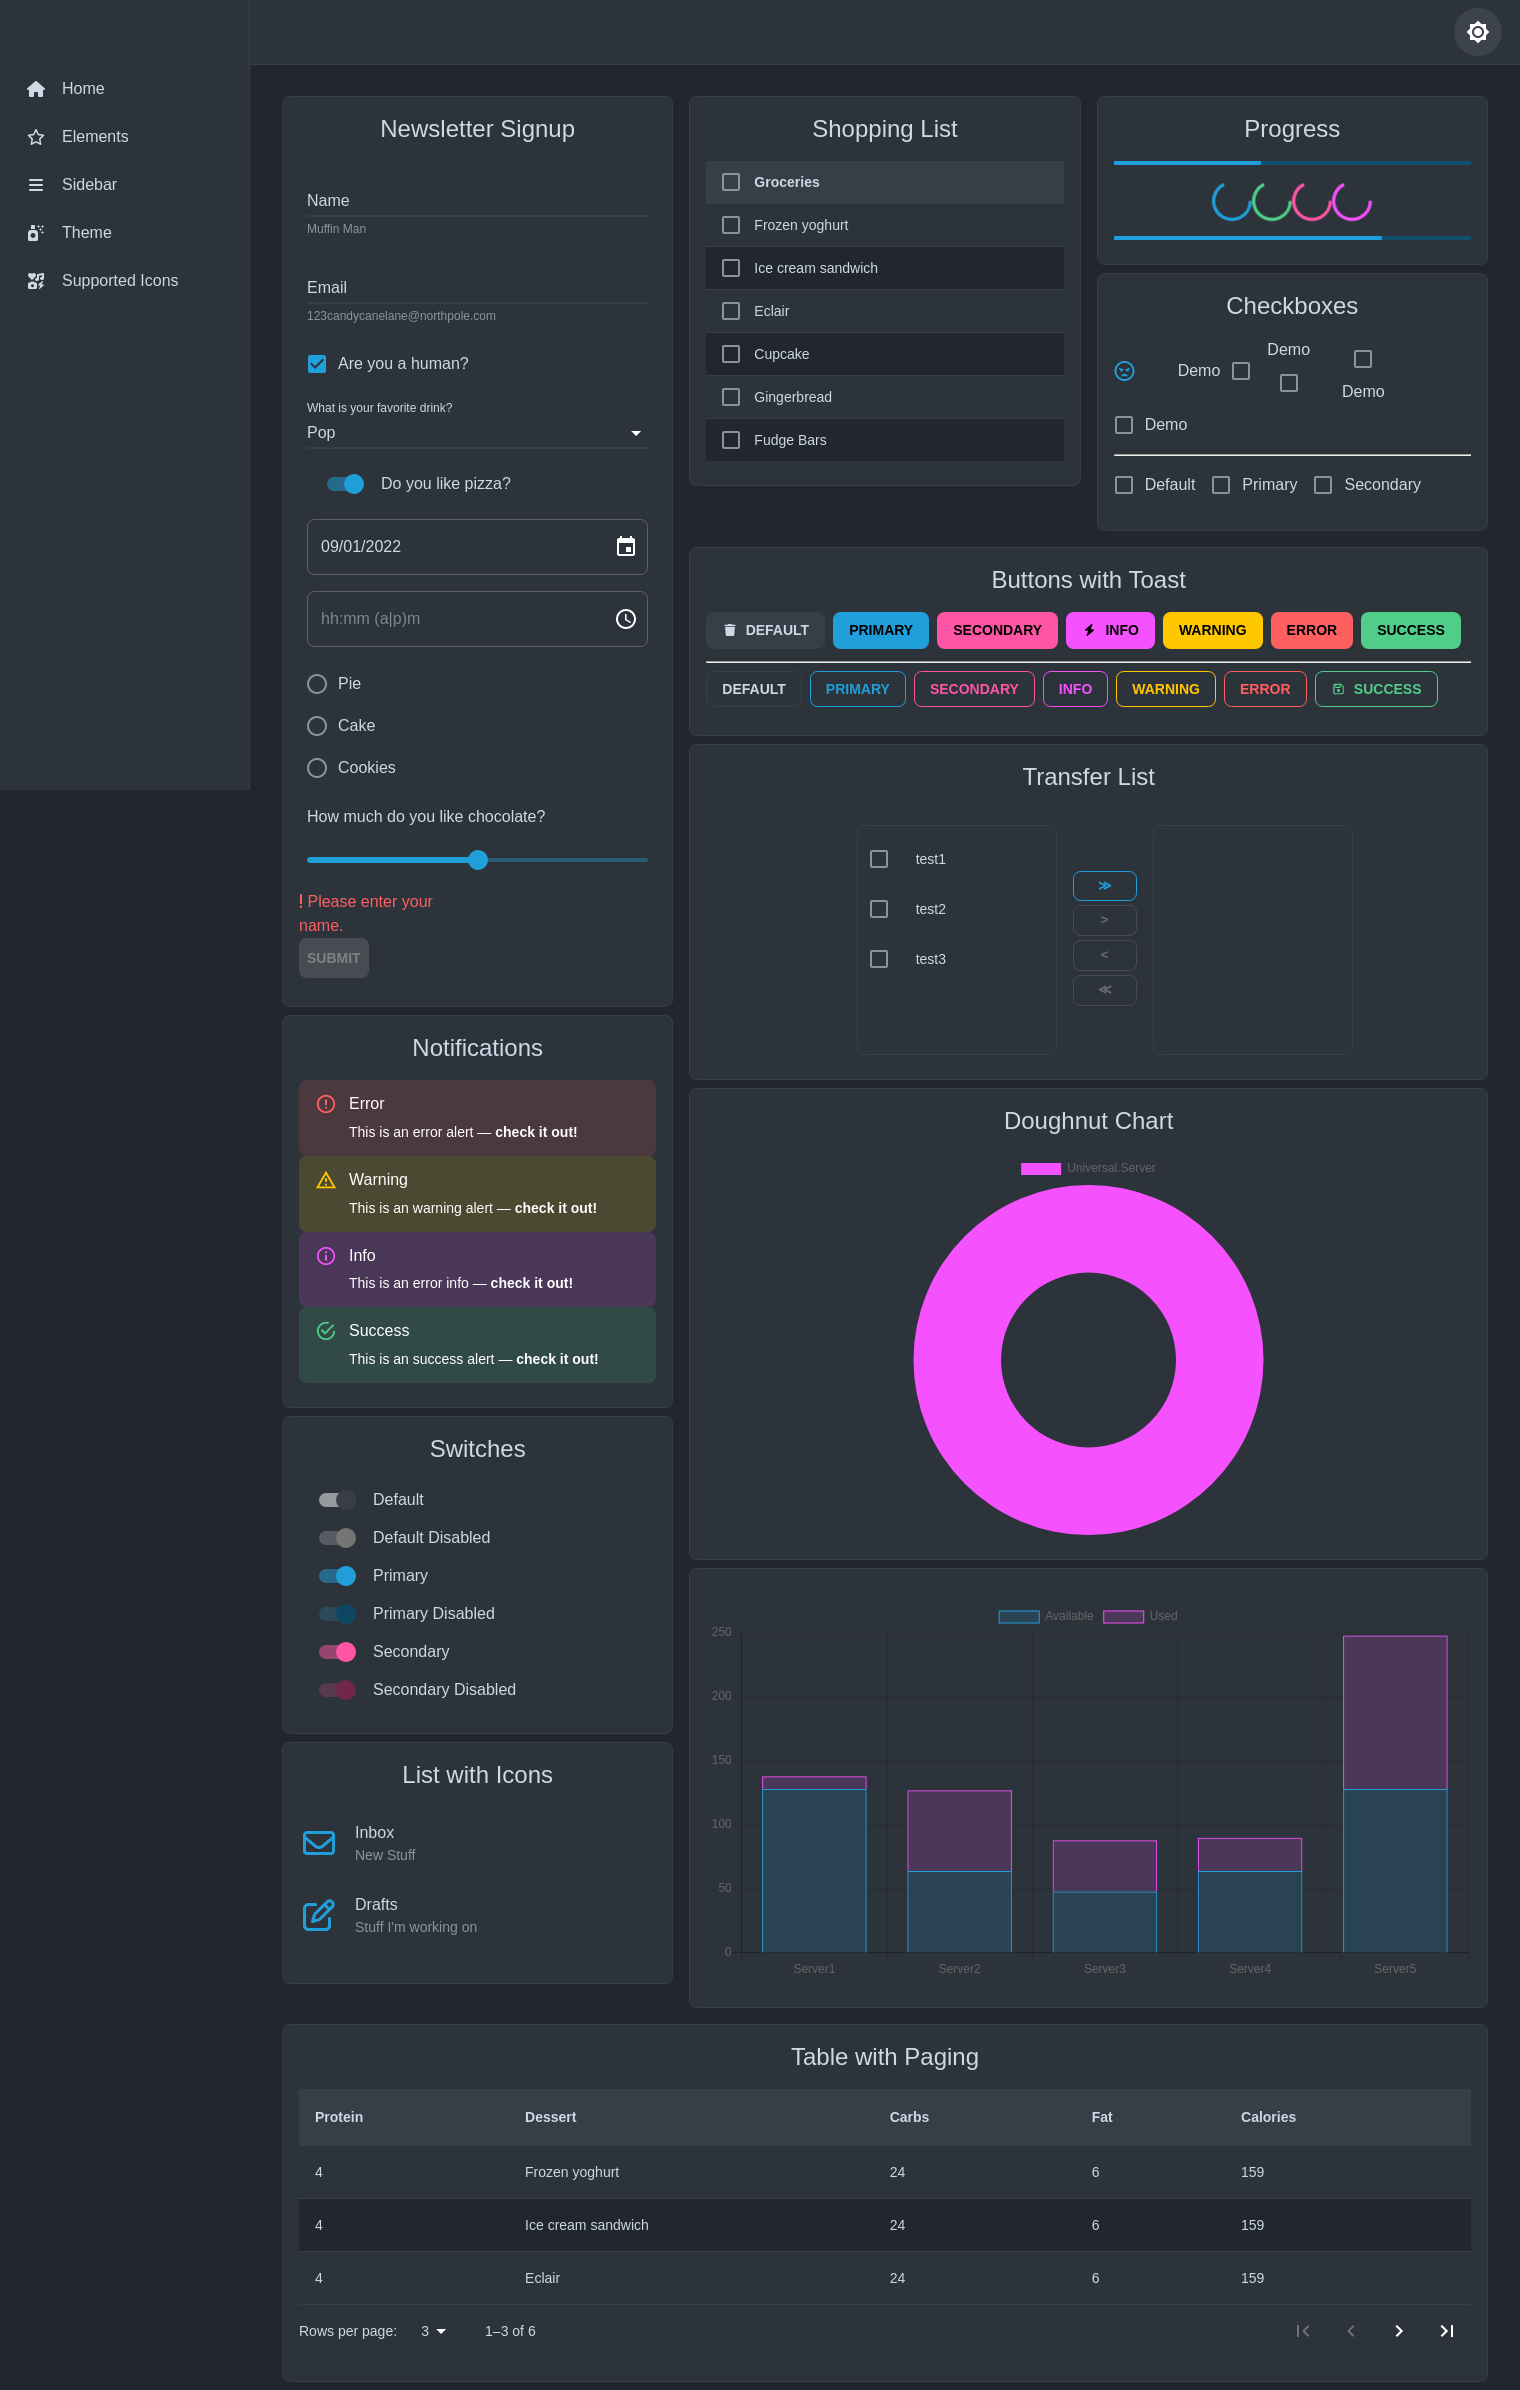 Home
Elements
Sidebar
Theme
Supported Icons
Newsletter Signup
Name
Muffin Man
Email
123candycanelane@northpole.com
Are you a human?
What is your favorite drink?
Pop
Do you like pizza?
09/01/2022
hh:mm (a|p)m
Pie
Cake
Cookies
How much do you like chocolate?
! Please enter your
name.
SUBMIT
Notifications
Error
This is an error alert — check it out!
Warning
This is an warning alert — check it out!
Info
This is an error info — check it out!
Success
This is an success alert — check it out!
Switches
Default
Default Disabled
Primary
Primary Disabled
Secondary
Secondary Disabled
List with Icons
Inbox
New Stuff
Drafts
Stuff I'm working on
Shopping List
Groceries
Frozen yoghurt
Ice cream sandwich
Eclair
Cupcake
Gingerbread
Fudge Bars
Progress
Checkboxes
Demo
Demo
Demo
Demo
Default Primary Secondary
Buttons with Toast
DEFAULT PRIMARY SECONDARY INFO WARNING ERROR SUCCESS
DEFAULT PRIMARY SECONDARY INFO WARNING ERROR SUCCESS
Transfer List
test1
test2
test3
≫
>
<
≪
Doughnut Chart
Universal.Server
Available Used
250
200
150
100
50
0
Server1 Server2 Server3 Server4 Server5
Table with Paging
Protein Dessert Carbs Fat Calories
4 Frozen yoghurt 24 6 159
4 Ice cream sandwich 24 6 159
4 Eclair 24 6 159
Rows per page: 3 1–3 of 6